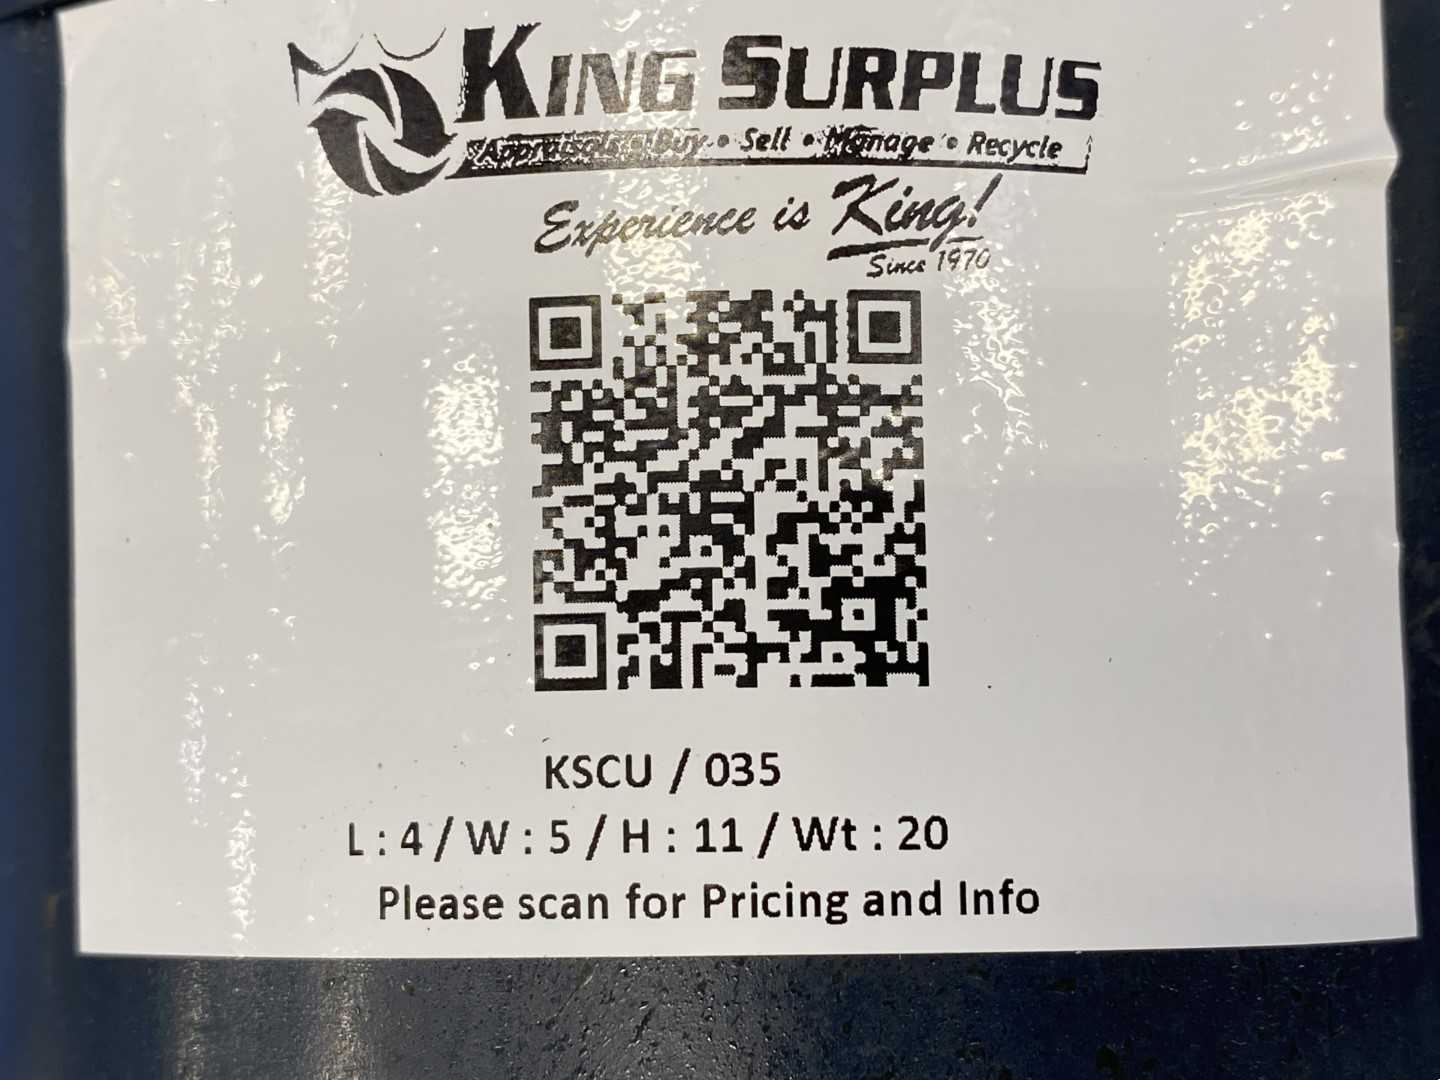 KING SURPLUS
Appraisals • Buy • Sell • Manage • Recycle
Experience is King!
Since 1970
KSCU / 035
L : 4 / W : 5 / H : 11 / Wt : 20
Please scan for Pricing and Info